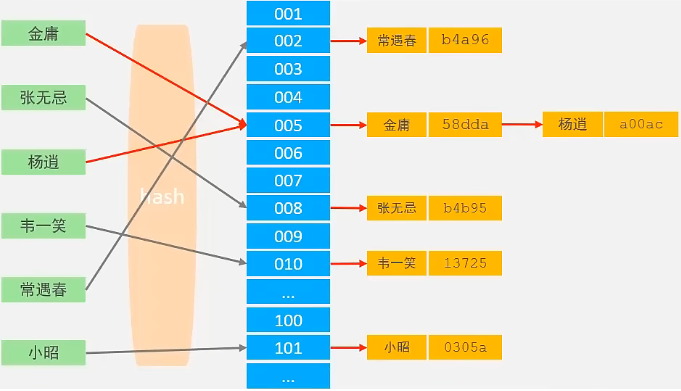 金庸
张无忌
杨逍
韦一笑
常遇春
小昭
hash
001
002
003
004
005
006
007
008
009
010
...
100
101
...
常遇春 b4a96
金庸 58dda 杨逍 a00ac
张无忌 b4b95
韦一笑 13725
小昭 0305a